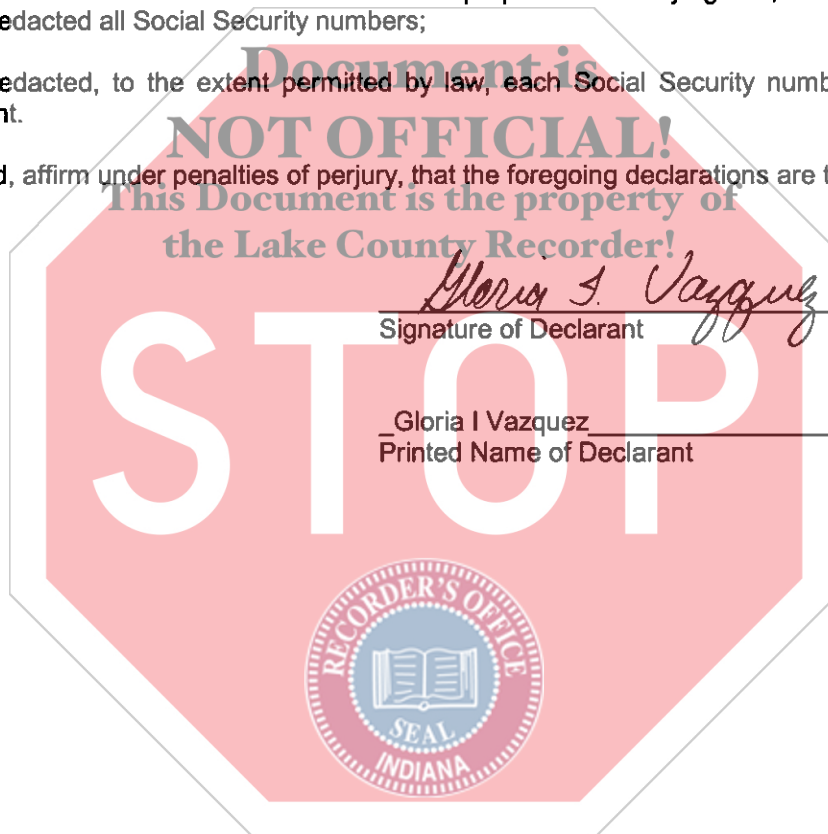 edacted all Social Security numbers;
Document is
edacted, to the extent permitted by law, each Social Security numb
nt.
NOT OFFICIAL!
d, affirm under penalties of perjury, that the foregoing declarations are t
This Document is the property of
the Lake County Recorder!
Gloria I. Vazquez
Signature of Declarant
STOP
_Gloria I Vazquez
Printed Name of Declarant
RECORDER'S OFFICE
SEAL
INDIANA